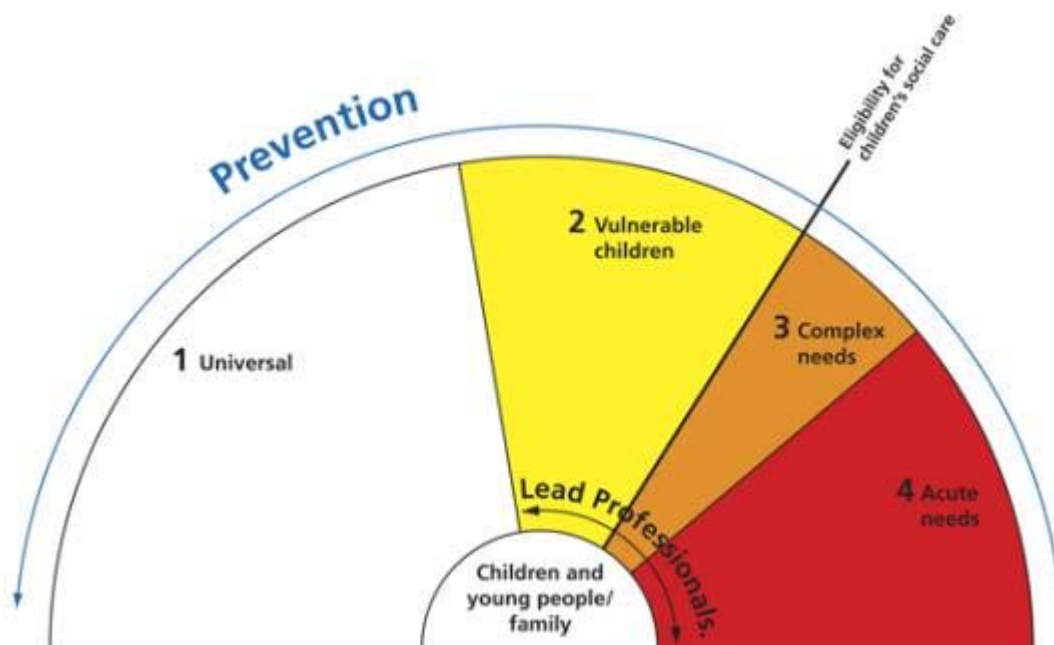 Prevention
Eligibility for
children's social care
2 Vulnerable
children
3 Complex
needs
1 Universal
4 Acute
needs
Lead Professionals.
Children and
young people/
family